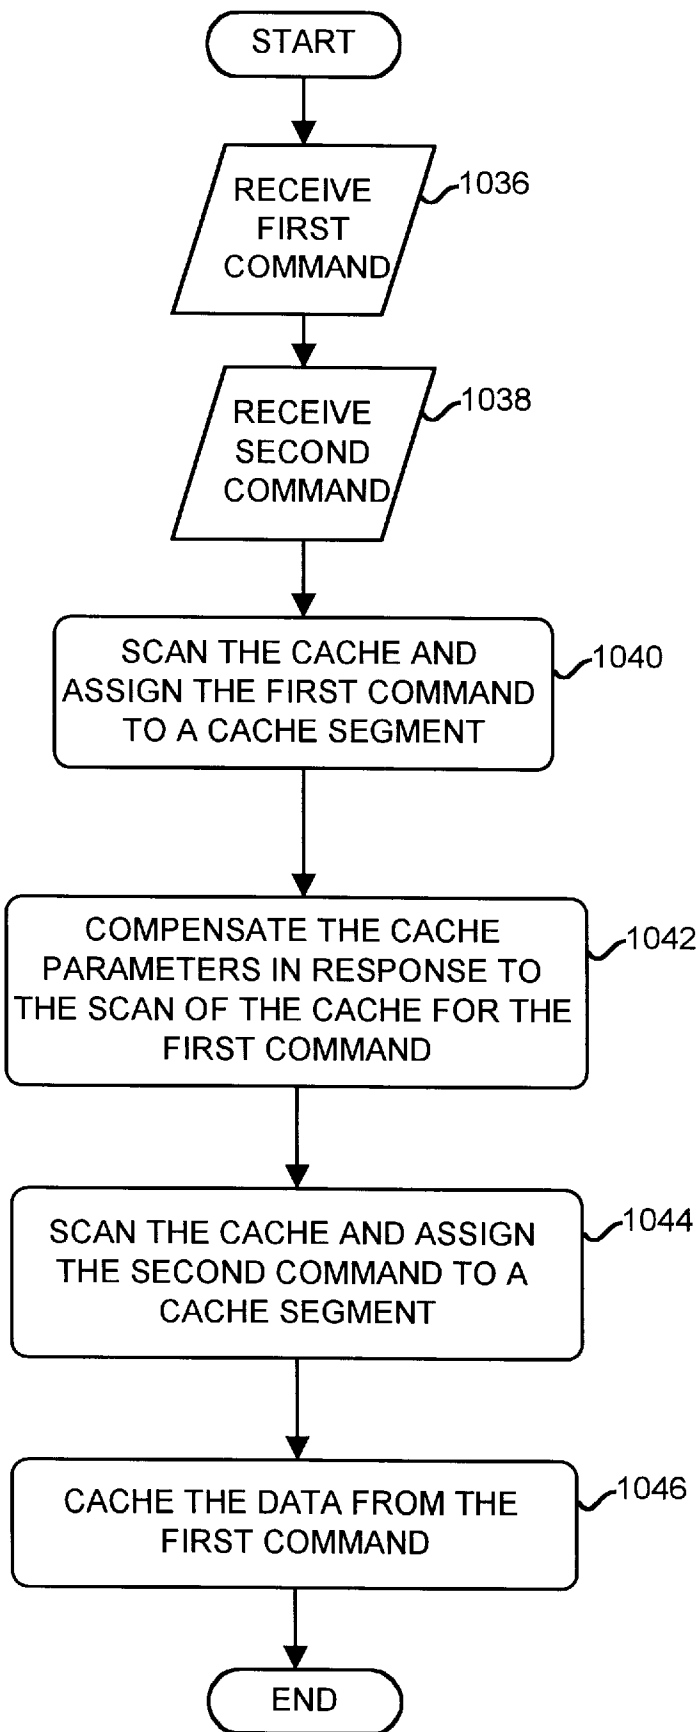 START
RECEIVE
FIRST
COMMAND
1036
RECEIVE
SECOND
COMMAND
1038
SCAN THE CACHE AND
ASSIGN THE FIRST COMMAND
TO A CACHE SEGMENT
1040
COMPENSATE THE CACHE
PARAMETERS IN RESPONSE TO
THE SCAN OF THE CACHE FOR THE
FIRST COMMAND
1042
SCAN THE CACHE AND ASSIGN
THE SECOND COMMAND TO A
CACHE SEGMENT
1044
CACHE THE DATA FROM THE
FIRST COMMAND
1046
END